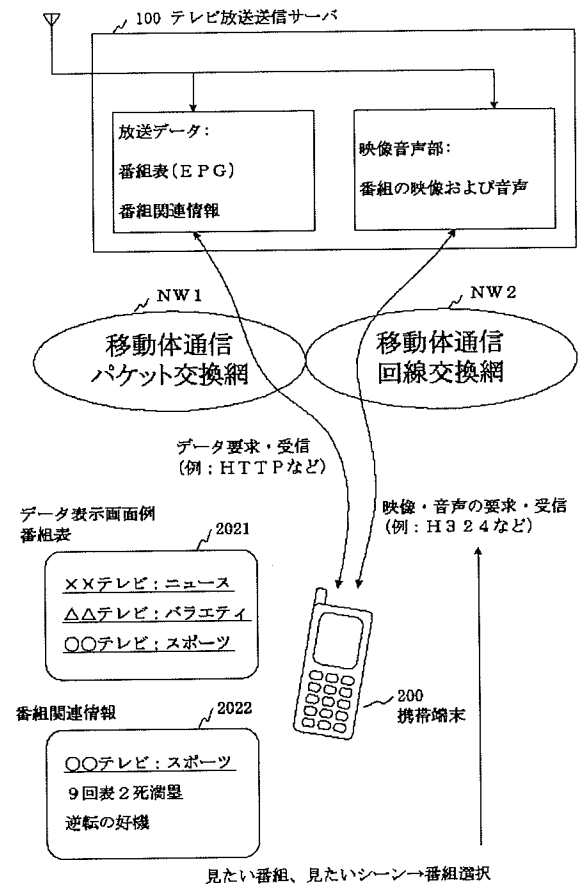 100 テレビ放送送信サーバ
放送データ：
番組表（ＥＰＧ）
番組関連情報
映像音声部：
番組の映像および音声
ＮＷ１
ＮＷ２
移動体通信
パケット交換網
移動体通信
回線交換網
データ要求・受信
（例：ＨＴＴＰなど）
映像・音声の要求・受信
（例：Ｈ３２４など）
データ表示画面例
番組表
2021
××テレビ；ニュース
△△テレビ；バラエティ
○○テレビ；スポーツ
番組関連情報
2022
○○テレビ；スポーツ
９回表２死満塁
逆転の好機
200
携帯端末
見たい番組、見たいシーン→番組選択